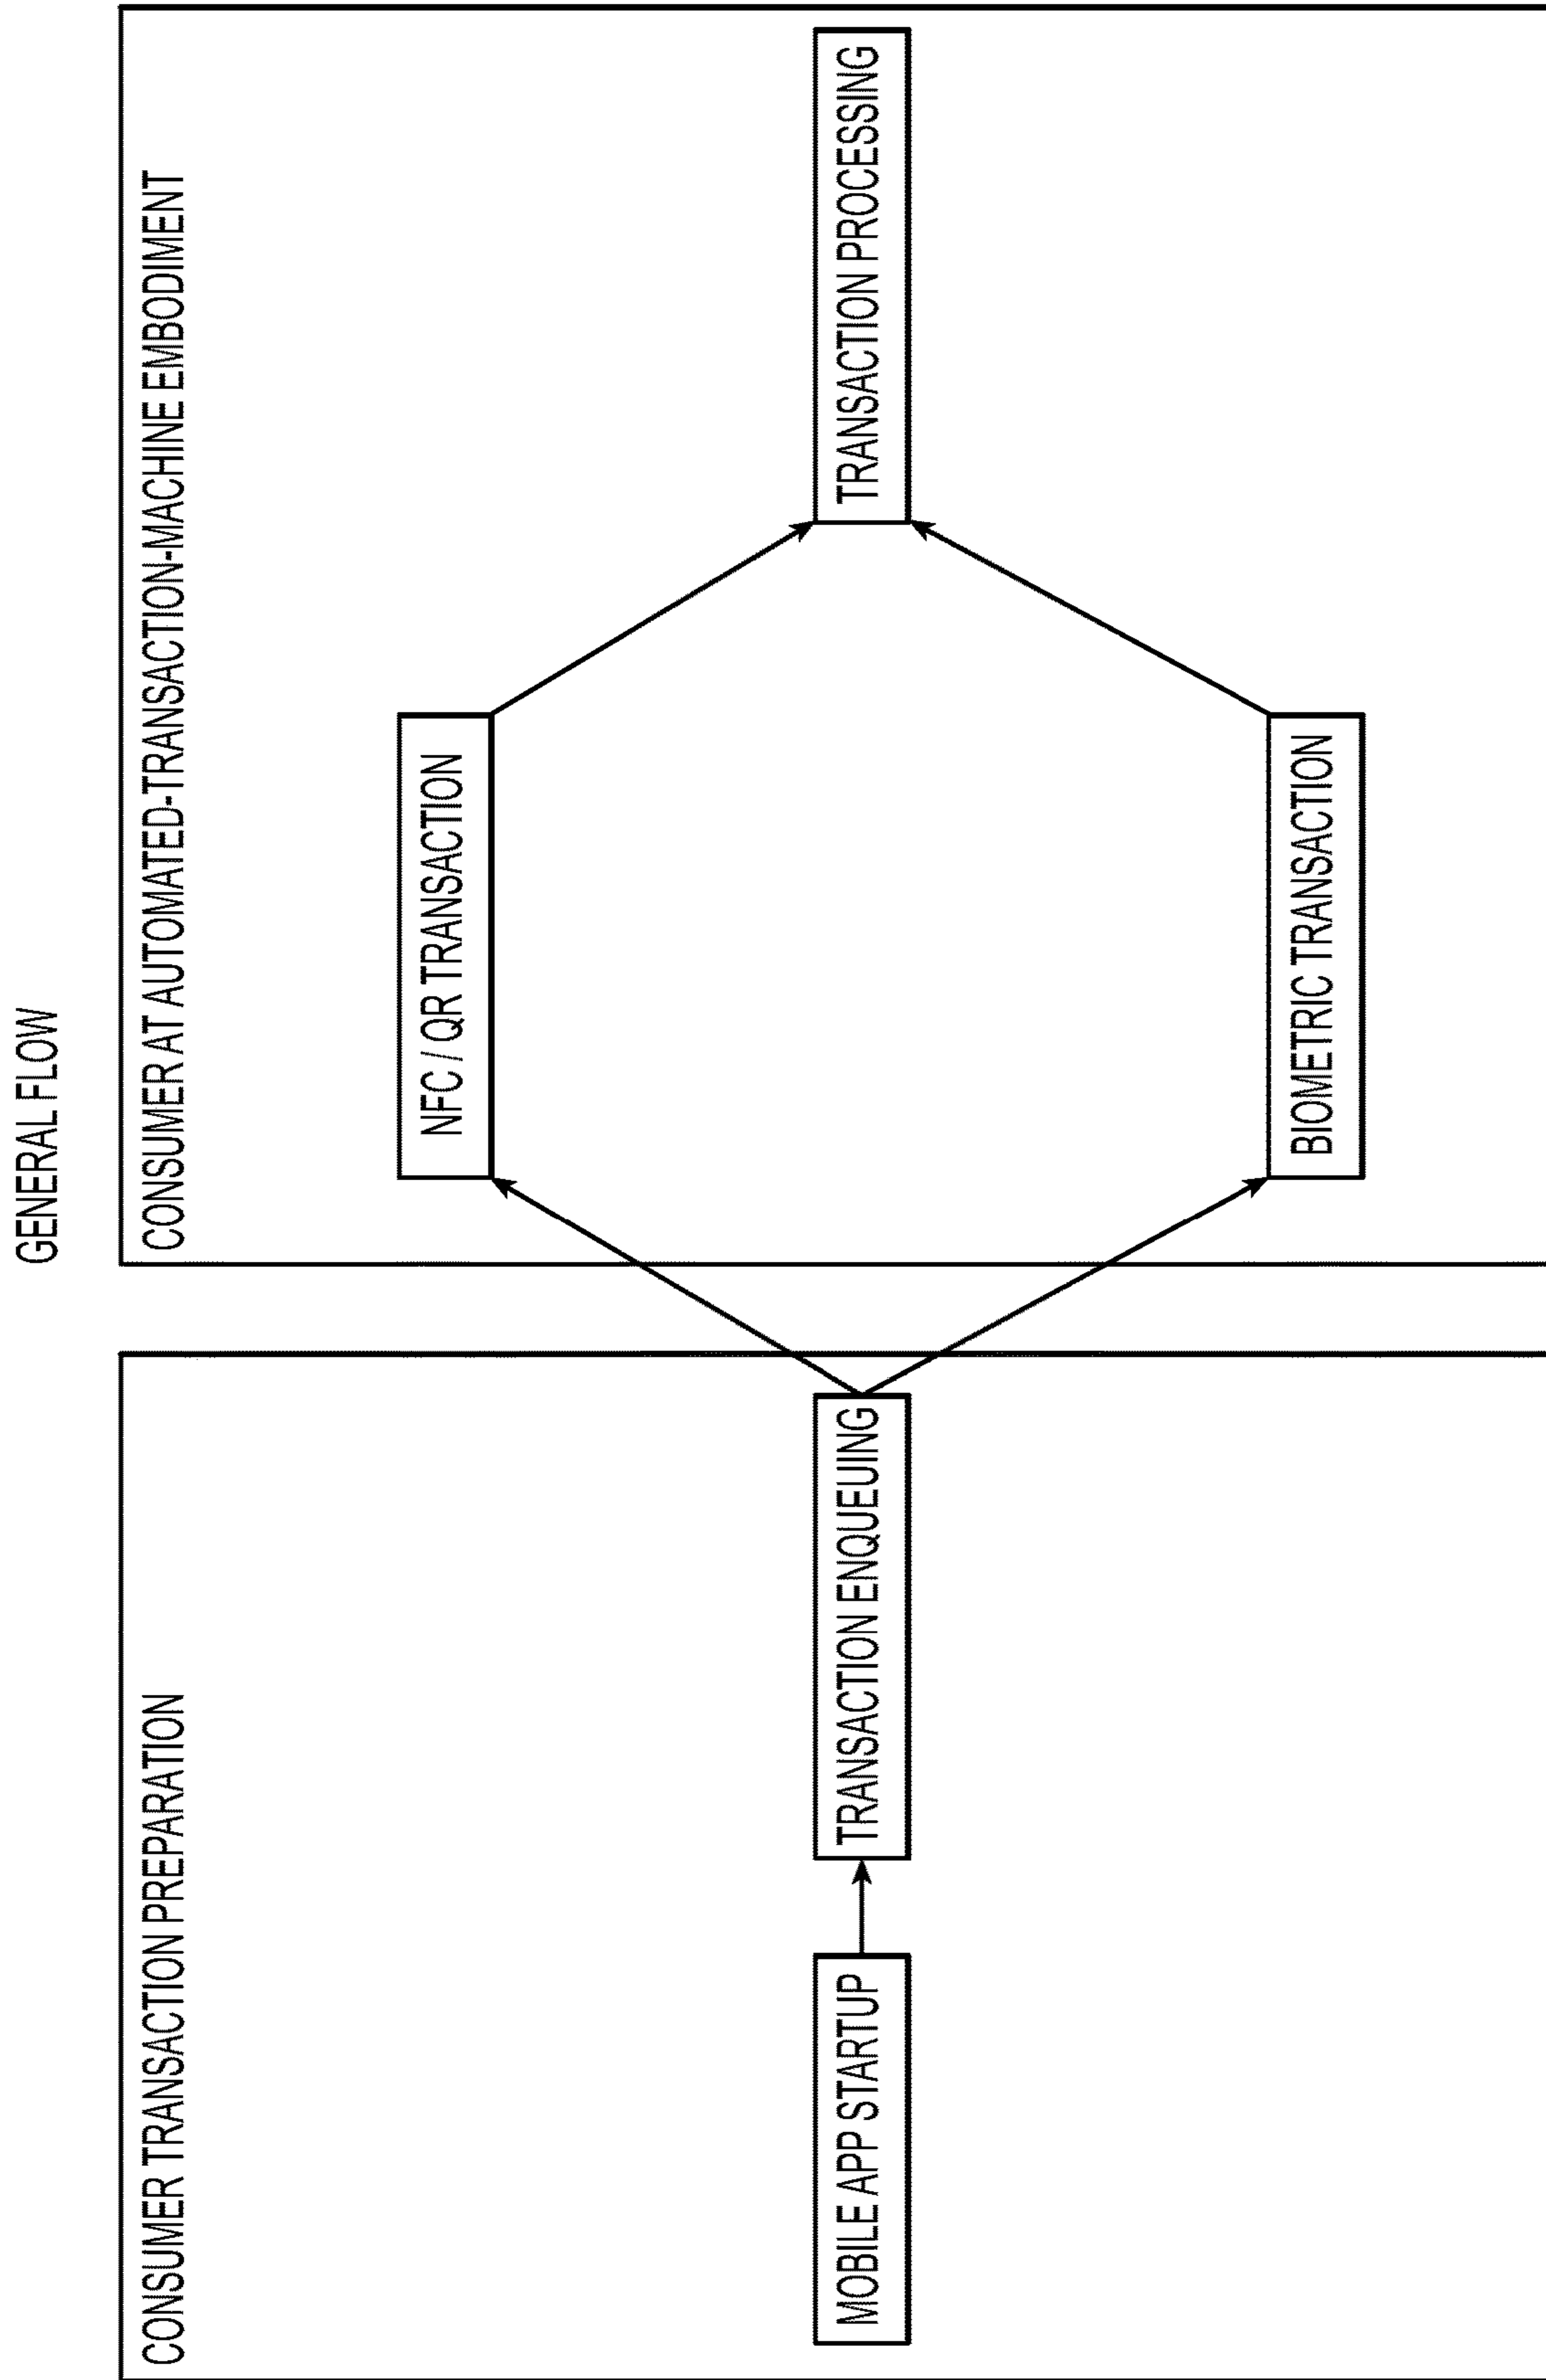 GENERAL FLOW
CONSUMER TRANSACTION PREPARATION
MOBILE APP STARTUP
TRANSACTION ENQUEUING
CONSUMER AT AUTOMATED-TRANSACTION-MACHINE EMBODIMENT
NFC / QR TRANSACTION
BIOMETRIC TRANSACTION
TRANSACTION PROCESSING